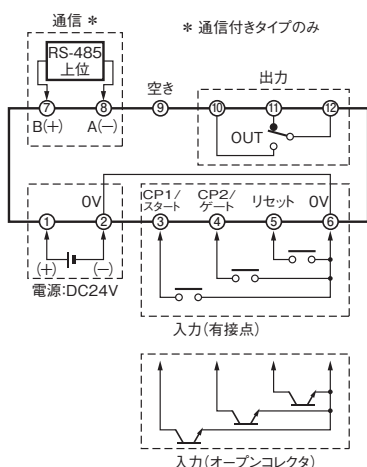 通信 *
* 通信付きタイプのみ
RS-485
上位
空き
出力
⑦ ⑧ ⑨ ⑩ ⑪ ⑫
B(+) A(−)
OUT
0V
CP1/
スタート
CP2/
ゲート
リセット
0V
① ② ③ ④ ⑤ ⑥
(+) (−)
電源:DC24V
入力(有接点)
入力(オープンコレクタ)